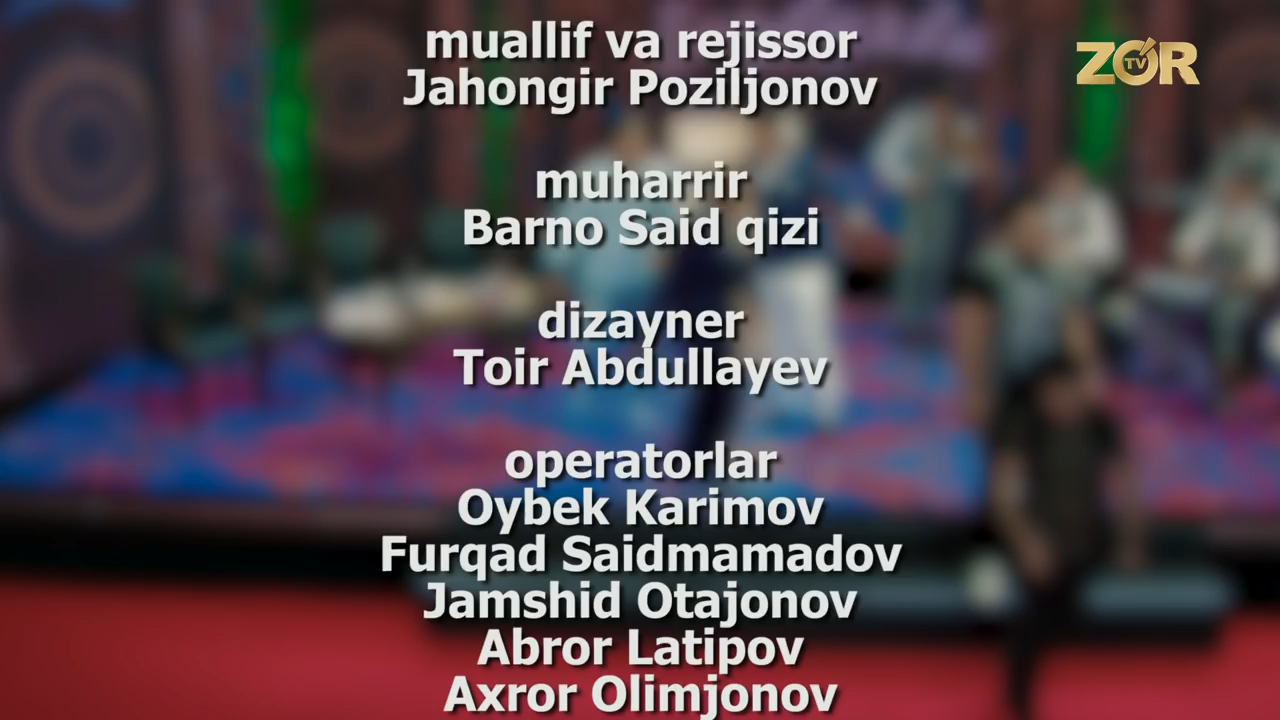 muallif va rejissor
Jahongir Poziljonov
ZO'R TV
muharrir
Barno Said qizi
dizayner
Toir Abdullayev
operatorlar
Oybek Karimov
Furqad Saidmamadov
Jamshid Otajonov
Abror Latipov
Axror Olimjonov